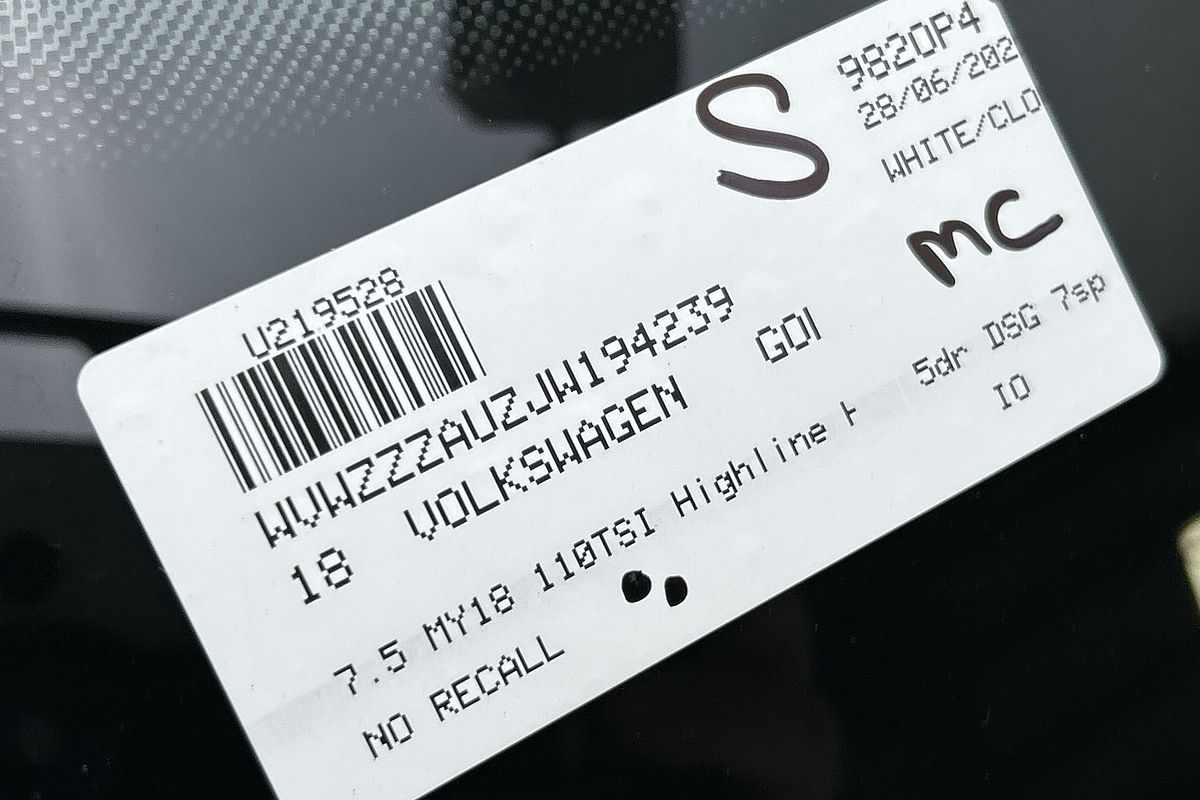 S
9820P4
28/06/202
WHITE/CLO
MC
U219528
WVWZZZAUZJW194239
18 VOLKSWAGEN GOI
7.5 MY18 110TSI Highline H 5dr DSG 7sp
NO RECALL IO